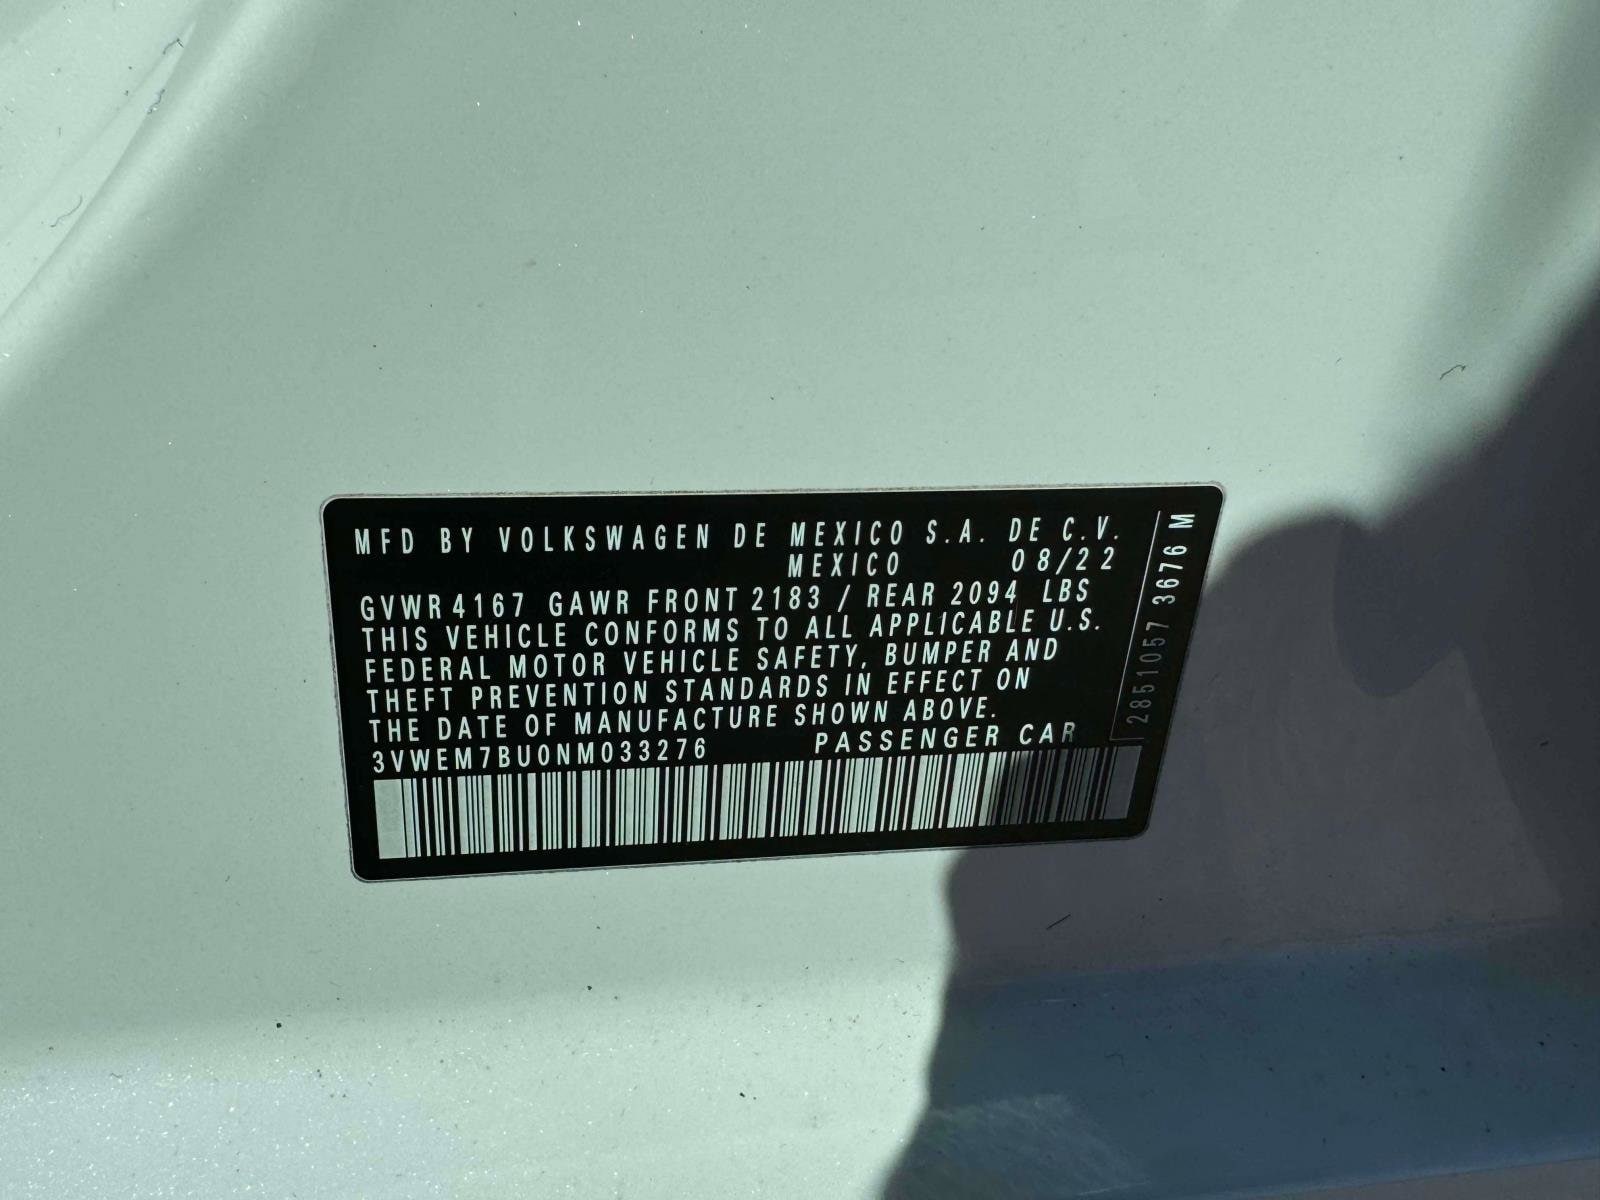 MFD BY VOLKSWAGEN DE MEXICO S.A. DE C.V.
MEXICO 08/22
GVWR 4167 GAWR FRONT 2183 / REAR 2094 LBS
THIS VEHICLE CONFORMS TO ALL APPLICABLE U.S.
FEDERAL MOTOR VEHICLE SAFETY, BUMPER AND
THEFT PREVENTION STANDARDS IN EFFECT ON
THE DATE OF MANUFACTURE SHOWN ABOVE.
3VWEM7BU0NM033276 PASSENGER CAR
2851057 3676 M